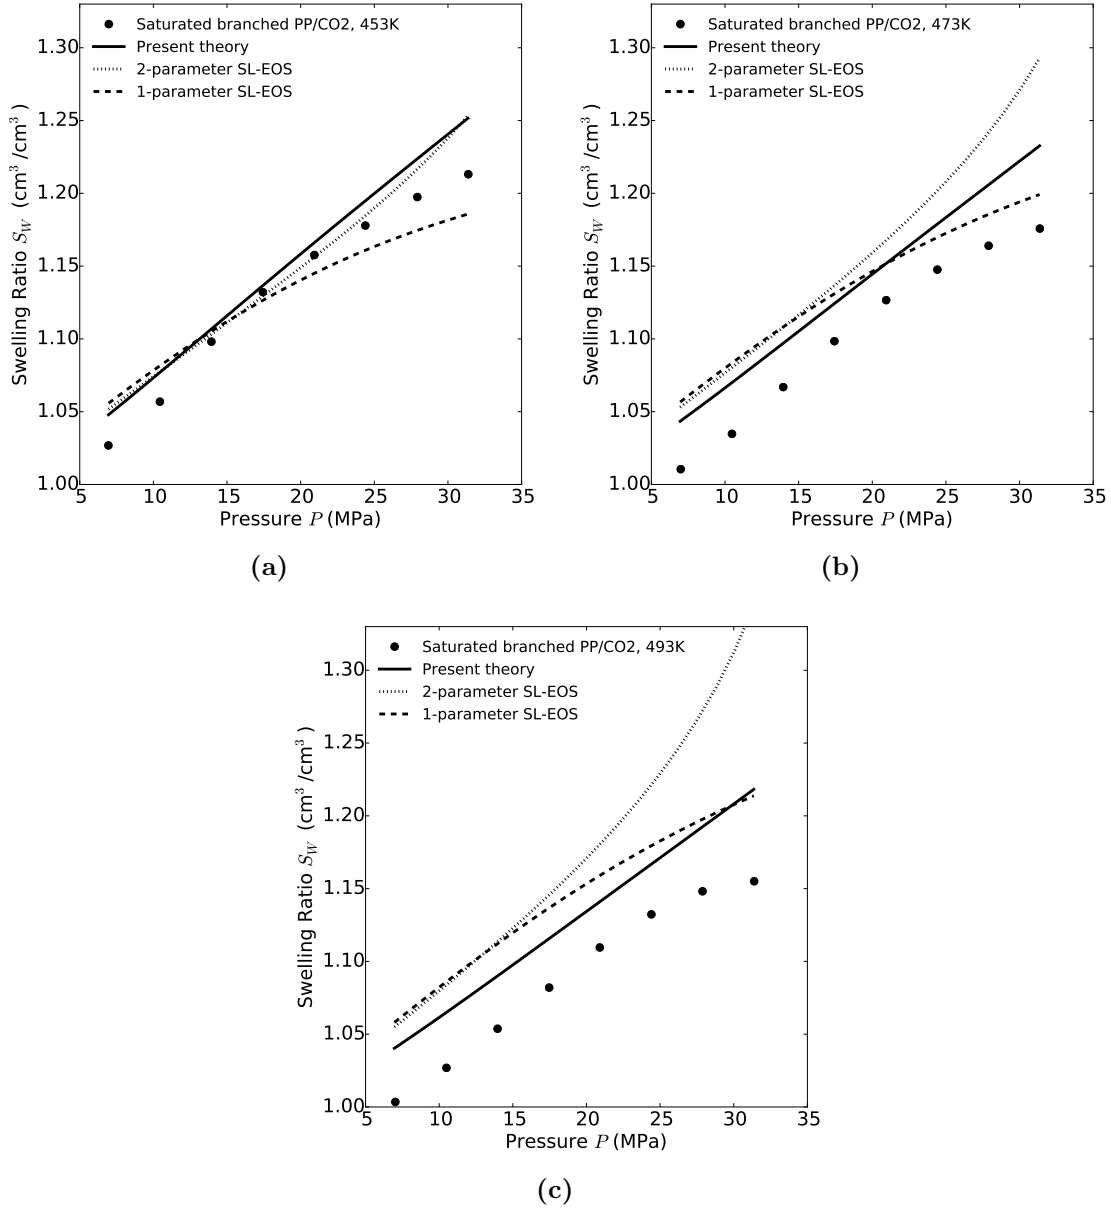 Saturated branched PP/CO2, 453K
Present theory
2-parameter SL-EOS
1-parameter SL-EOS
1.30
1.25
1.20
1.15
1.10
1.05
1.00
Swelling Ratio S_W (cm³/cm³)
5 10 15 20 25 30 35
Pressure P (MPa)
(a)
Saturated branched PP/CO2, 473K
Present theory
2-parameter SL-EOS
1-parameter SL-EOS
1.30
1.25
1.20
1.15
1.10
1.05
1.00
Swelling Ratio S_W (cm³/cm³)
5 10 15 20 25 30 35
Pressure P (MPa)
(b)
Saturated branched PP/CO2, 493K
Present theory
2-parameter SL-EOS
1-parameter SL-EOS
1.30
1.25
1.20
1.15
1.10
1.05
1.00
Swelling Ratio S_W (cm³/cm³)
5 10 15 20 25 30 35
Pressure P (MPa)
(c)